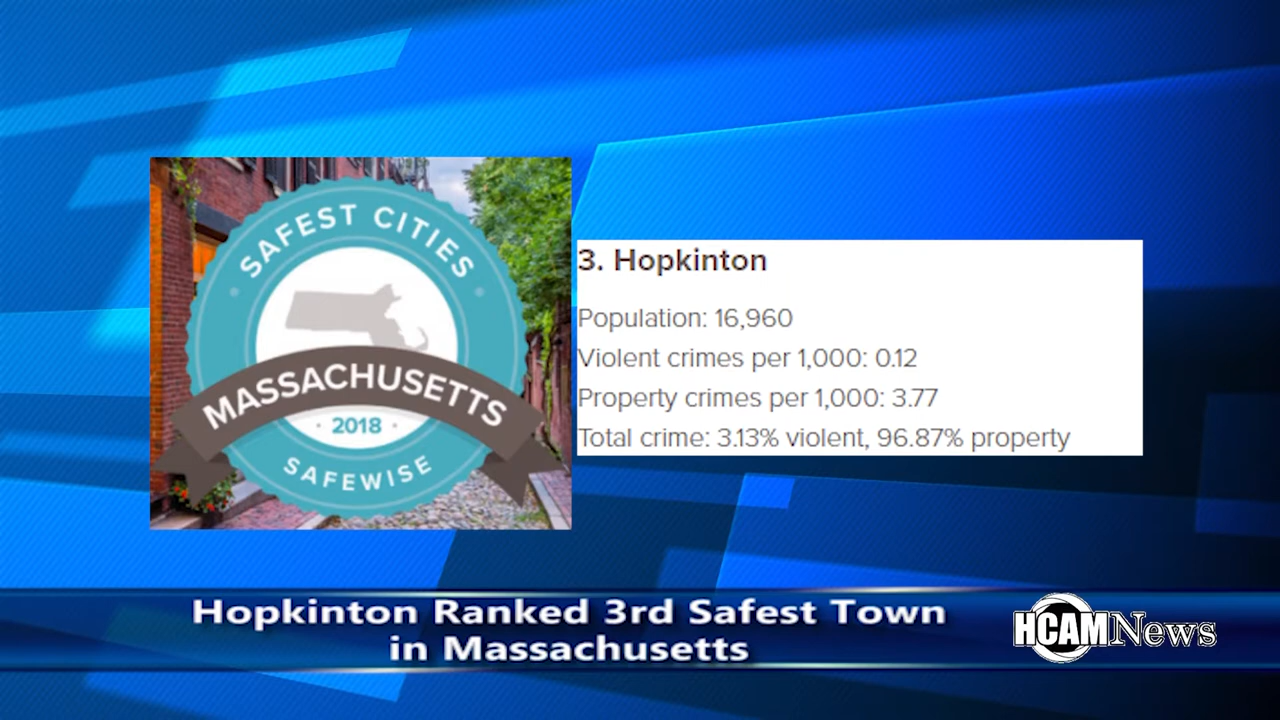 SAFEST CITIES
MASSACHUSETTS
2018
SAFEWISE
3. Hopkinton
Population: 16,960
Violent crimes per 1,000: 0.12
Property crimes per 1,000: 3.77
Total crime: 3.13% violent, 96.87% property
Hopkinton Ranked 3rd Safest Town
in Massachusetts
HCAM News